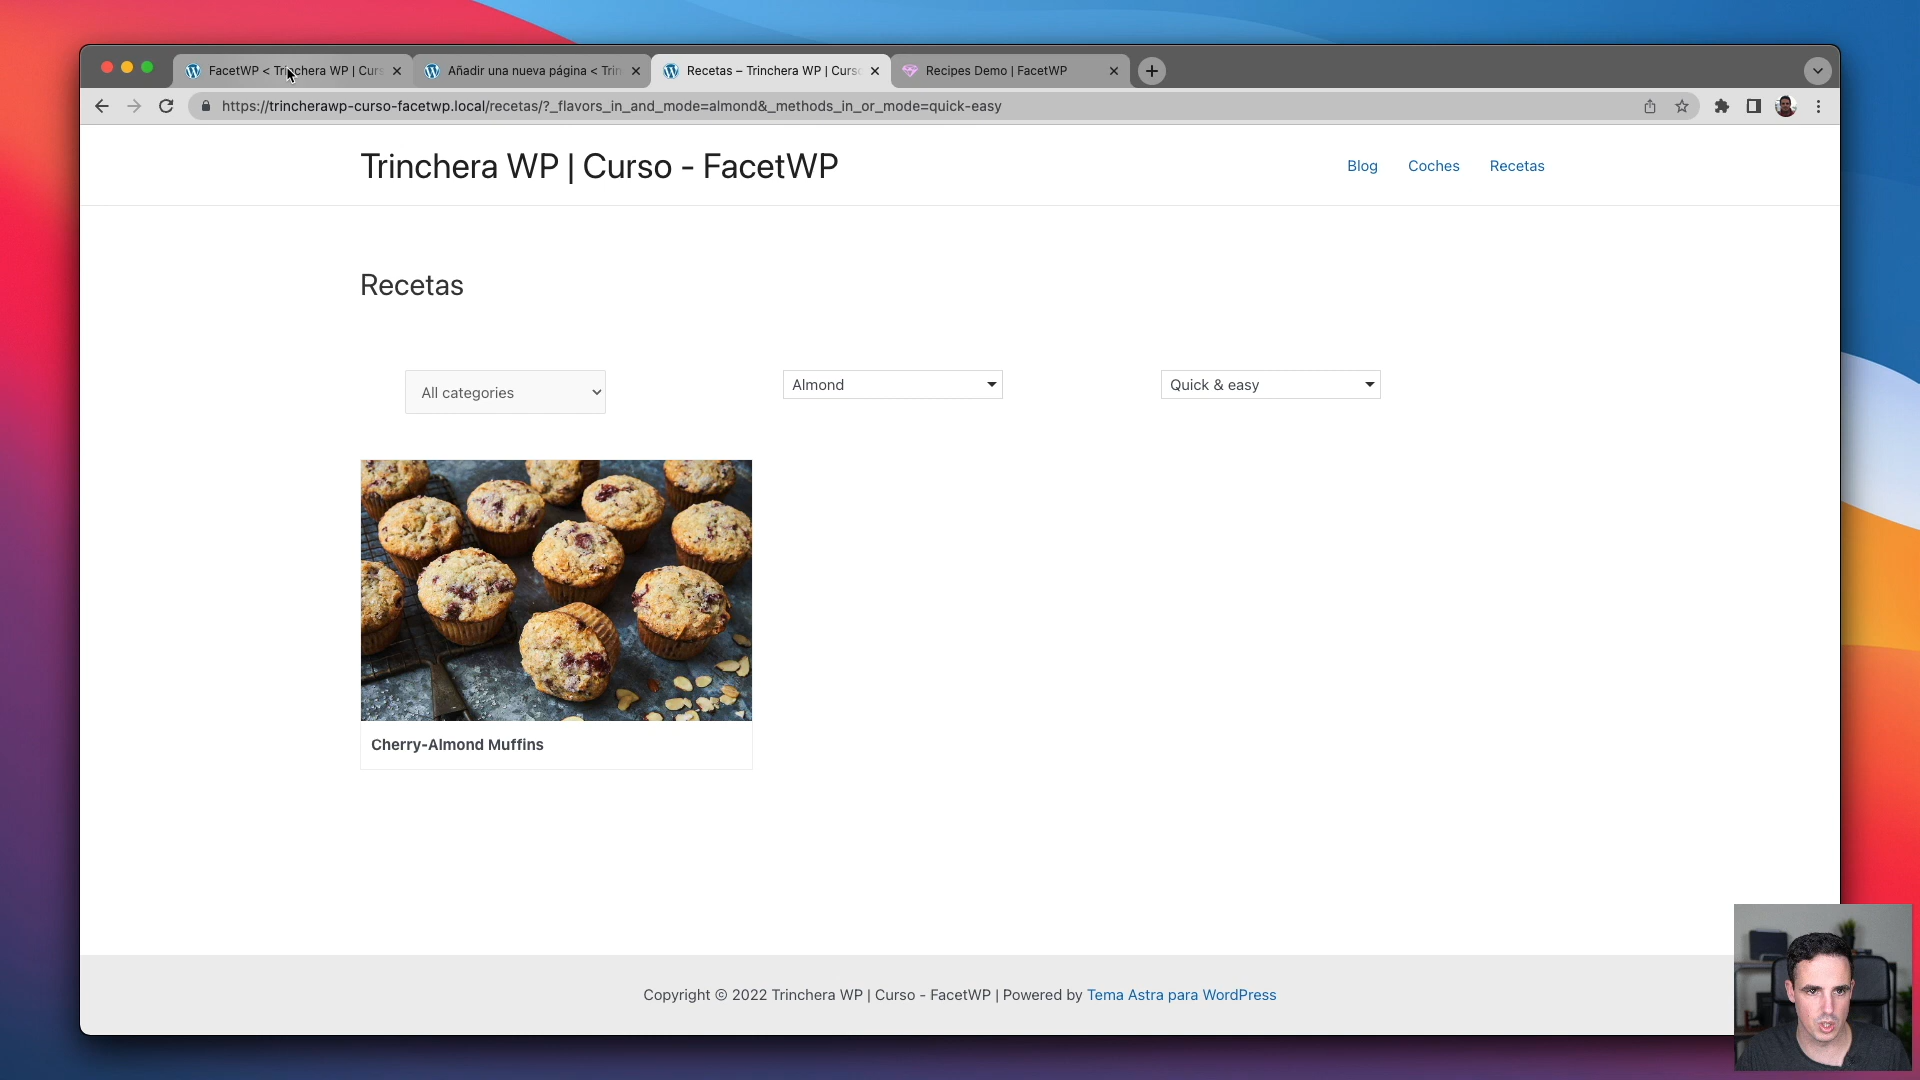 FacetWP < Trinchera WP | Curs
Añadir una nueva página < Trin
Recetas – Trinchera WP | Curso
Recipes Demo | FacetWP
https://trincherawp-curso-facetwp.local/recetas/?_flavors_in_and_mode=almond&_methods_in_or_mode=quick-easy
Trinchera WP | Curso - FacetWP
Blog
Coches
Recetas
Recetas
All categories
Almond
Quick & easy
Cherry-Almond Muffins
Copyright © 2022 Trinchera WP | Curso - FacetWP | Powered by Tema Astra para WordPress